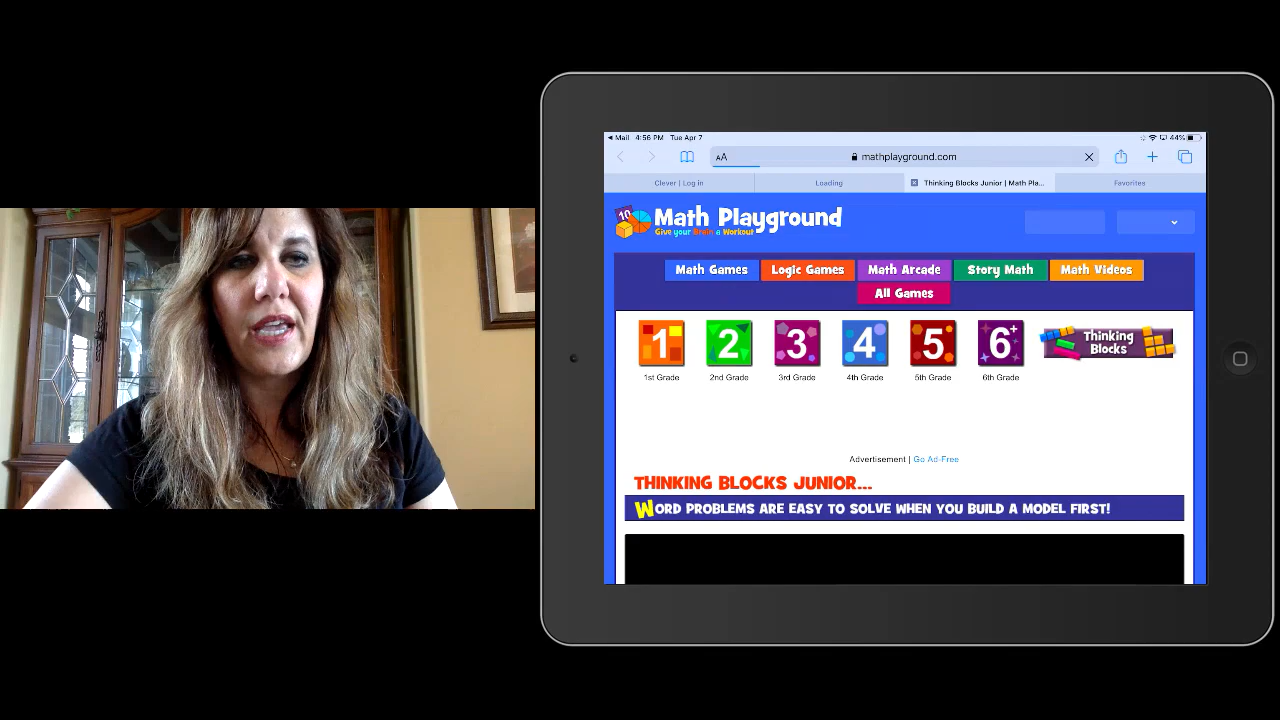 Mail 4:56 PM Tue Apr 7 44%
AA mathplayground.com
Clever | Log in Loading Thinking Blocks Junior | Math Pla... Favorites
10 Math Playground
Give your Brain a Workout
Math Games Logic Games Math Arcade Story Math Math Videos
All Games
1 2 3 4 5 6+ Thinking
Blocks
1st Grade 2nd Grade 3rd Grade 4th Grade 5th Grade 6th Grade
Advertisement | Go Ad-Free
THINKING BLOCKS JUNIOR...
WORD PROBLEMS ARE EASY TO SOLVE WHEN YOU BUILD A MODEL FIRST!